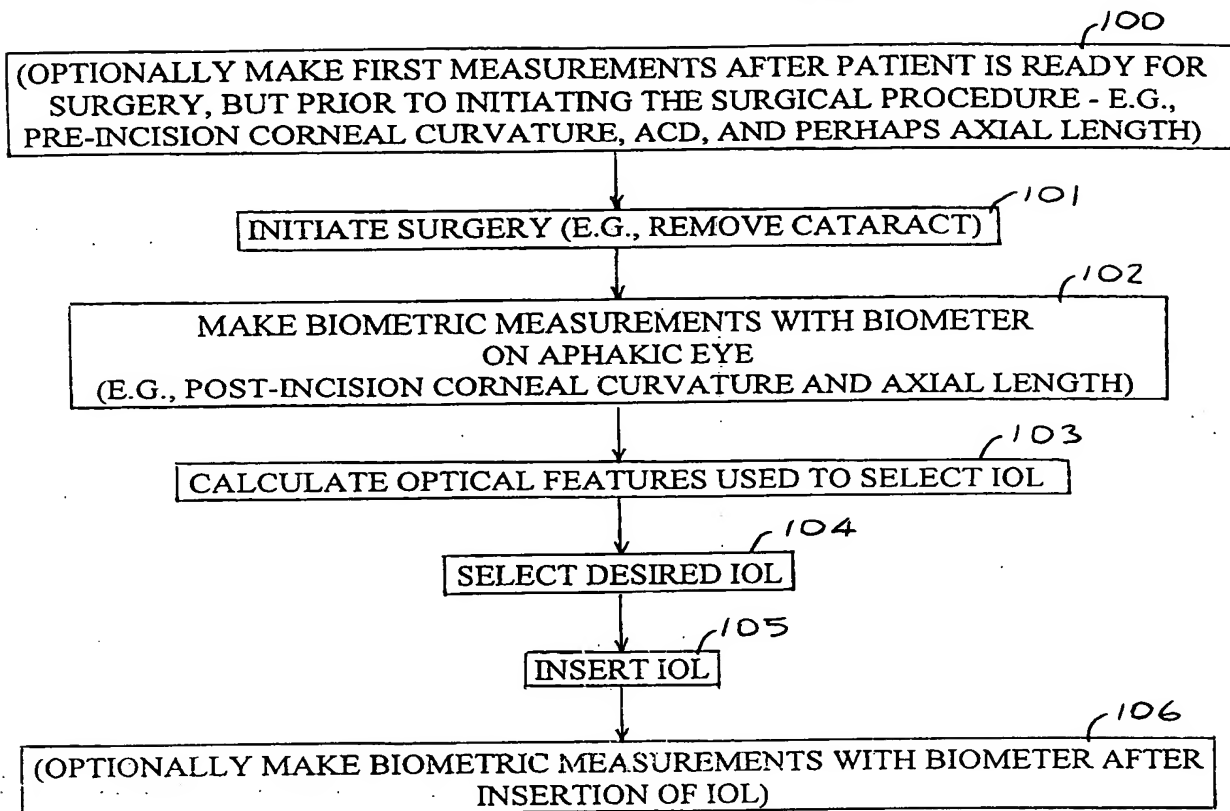 100
(OPTIONALLY MAKE FIRST MEASUREMENTS AFTER PATIENT IS READY FOR
SURGERY, BUT PRIOR TO INITIATING THE SURGICAL PROCEDURE - E.G.,
PRE-INCISION CORNEAL CURVATURE, ACD, AND PERHAPS AXIAL LENGTH)
101
INITIATE SURGERY (E.G., REMOVE CATARACT)
102
MAKE BIOMETRIC MEASUREMENTS WITH BIOMETER
ON APHAKIC EYE
(E.G., POST-INCISION CORNEAL CURVATURE AND AXIAL LENGTH)
103
CALCULATE OPTICAL FEATURES USED TO SELECT IOL
104
SELECT DESIRED IOL
105
INSERT IOL
106
(OPTIONALLY MAKE BIOMETRIC MEASUREMENTS WITH BIOMETER AFTER
INSERTION OF IOL)